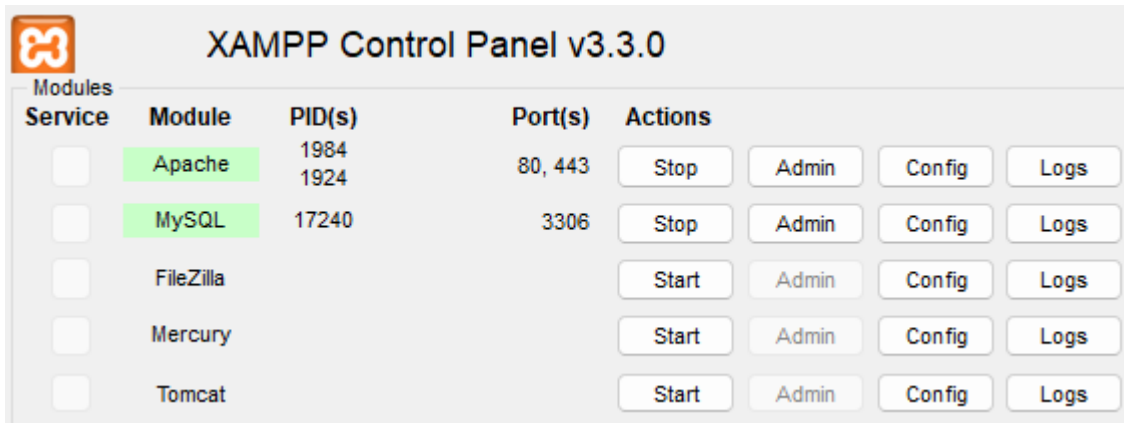 XAMPP Control Panel v3.3.0
Modules
Service Module PID(s) Port(s) Actions
Apache 1984 1924 80, 443 Stop Admin Config Logs
MySQL 17240 3306 Stop Admin Config Logs
FileZilla Start Admin Config Logs
Mercury Start Admin Config Logs
Tomcat Start Admin Config Logs